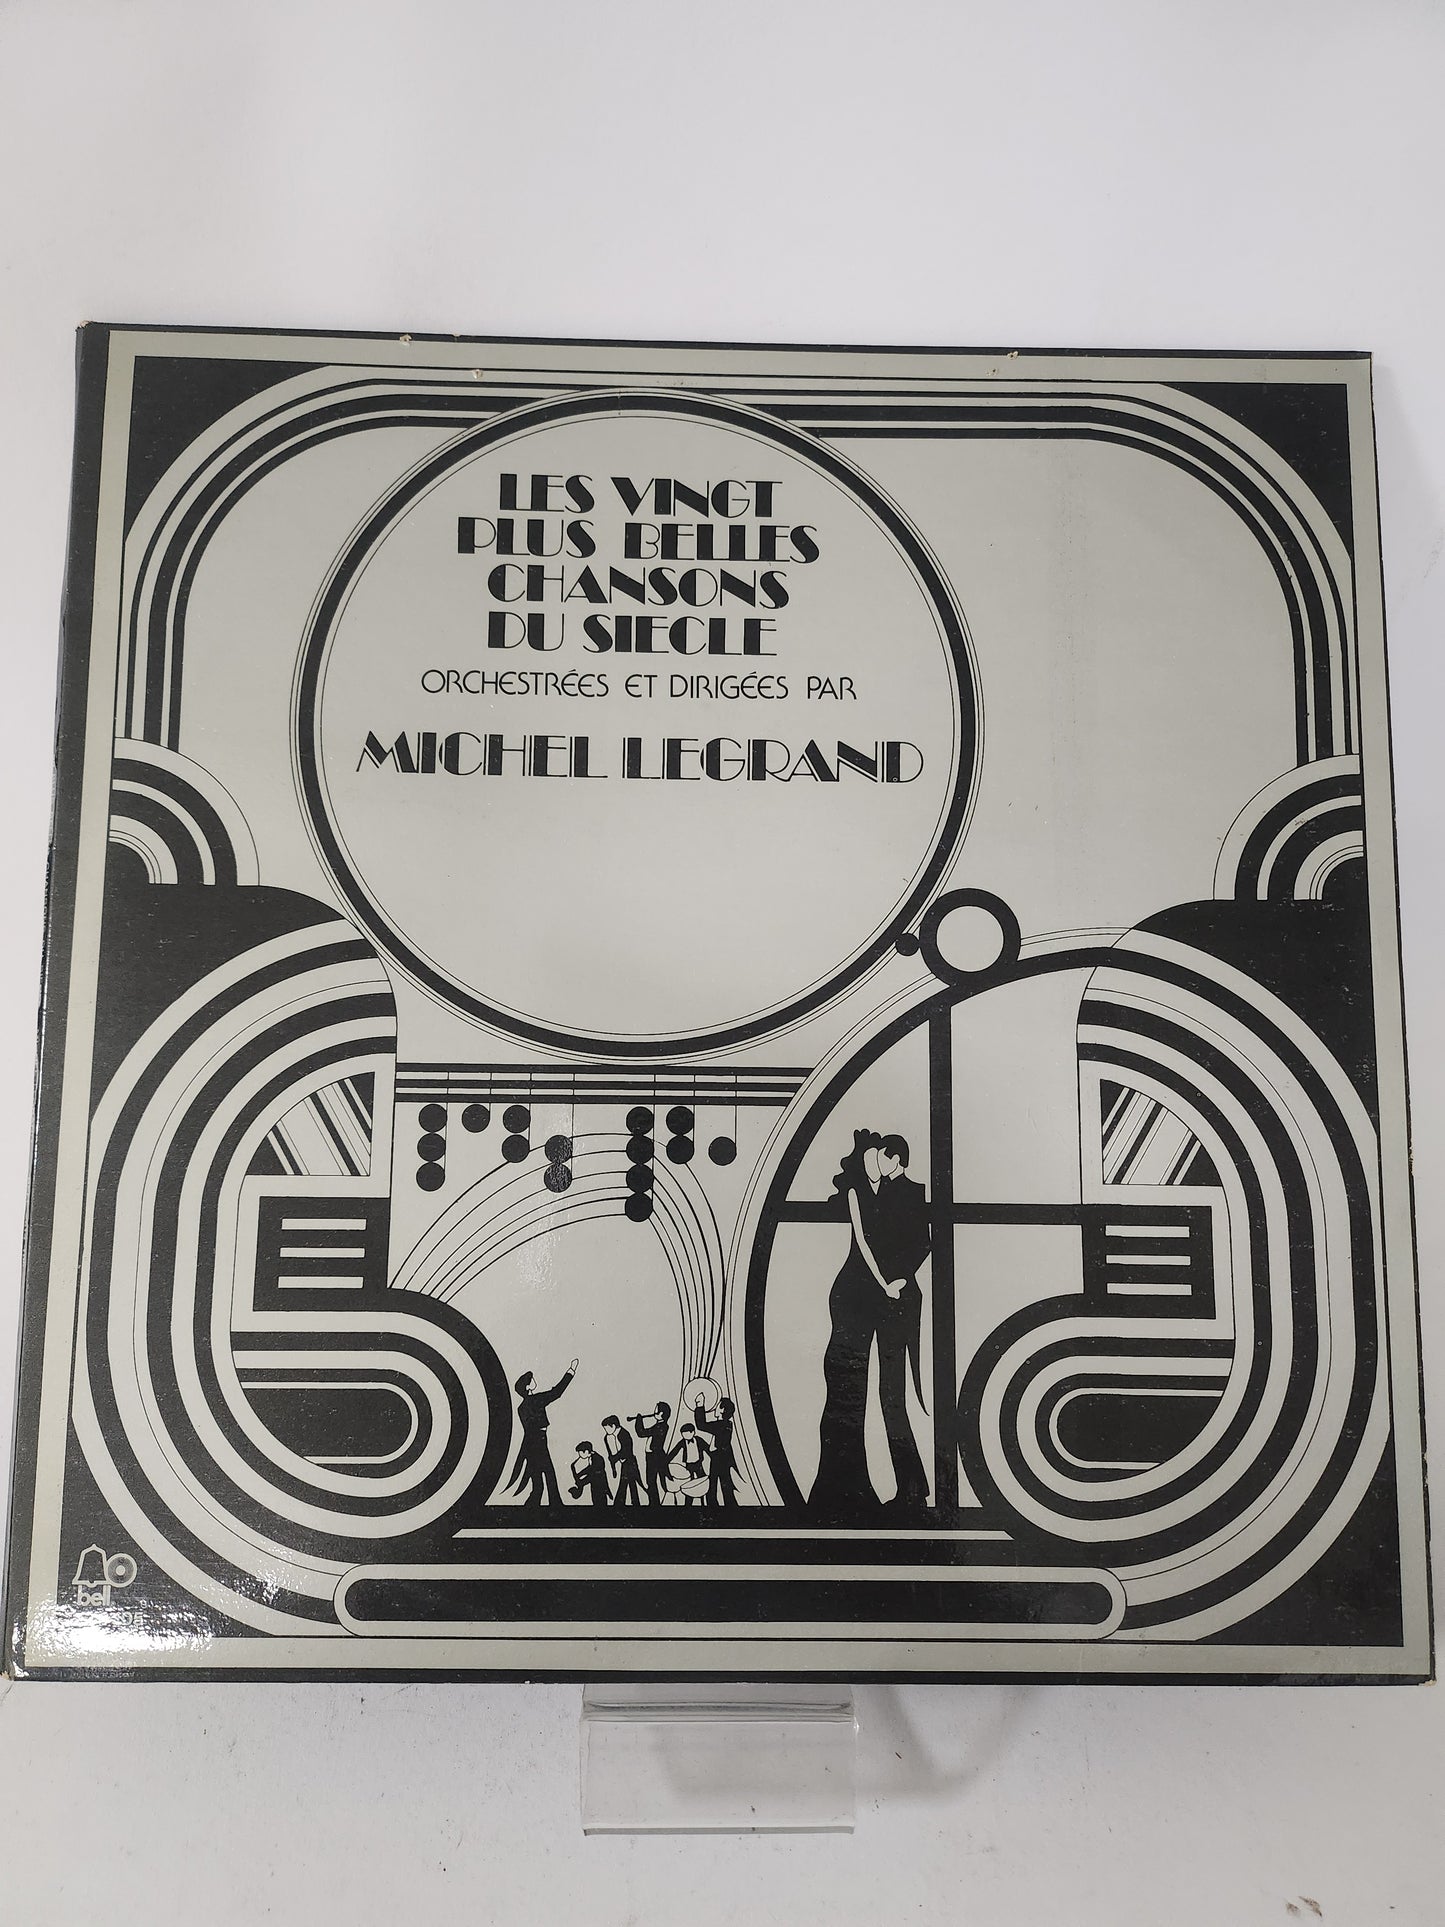 LES VINGT
PLUS BELLES
CHANSONS
DU SIECLE
ORCHESTRÉES ET DIRIGÉES PAR
MICHEL LEGRAND
bell